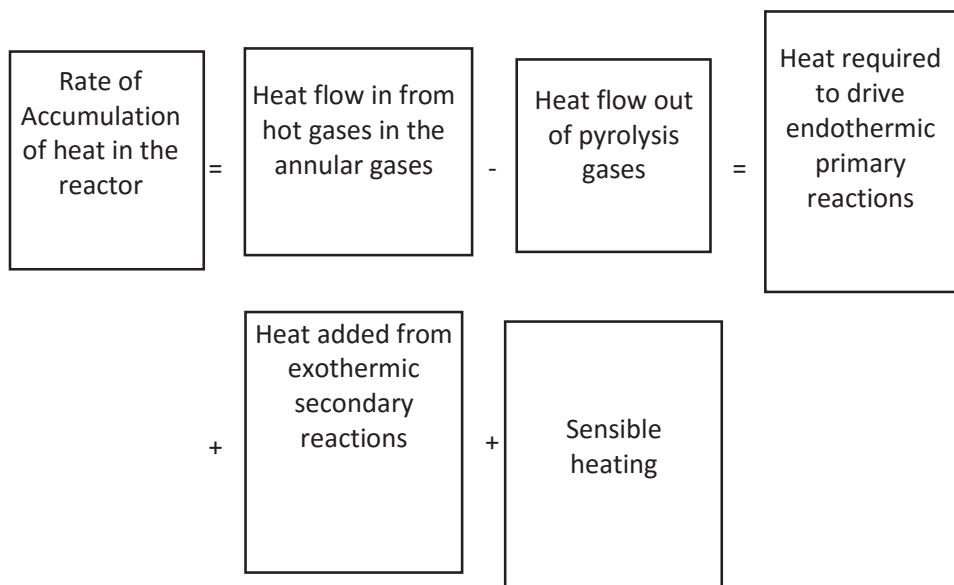 Rate of
Accumulation
of heat in the
reactor
=
Heat flow in from
hot gases in the
annular gases
-
Heat flow out
of pyrolysis
gases
=
Heat required
to drive
endothermic
primary
reactions
+
Heat added from
exothermic
secondary
reactions
+
Sensible
heating